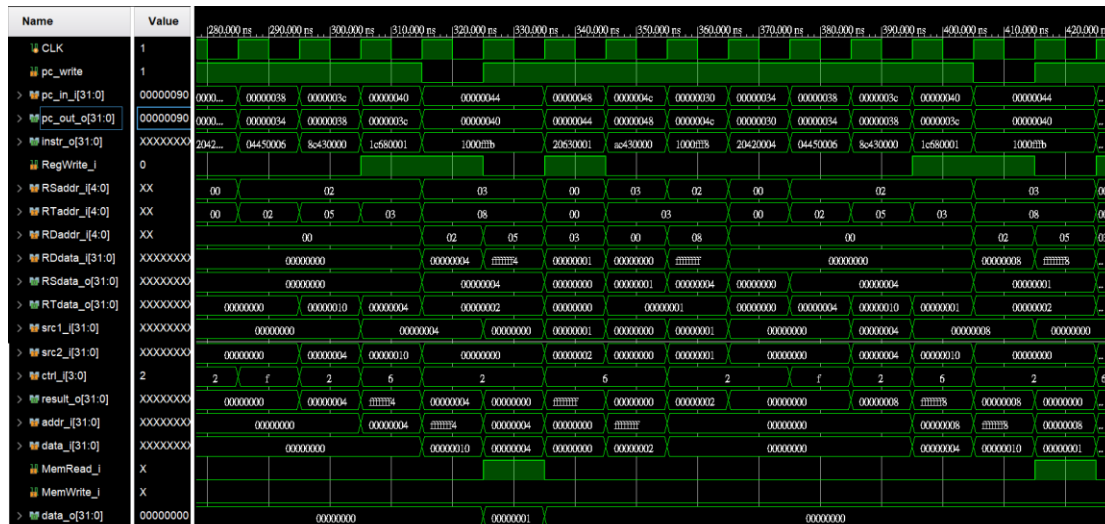 Name Value 280.000 ns 290.000 ns 300.000 ns 310.000 ns 320.000 ns 330.000 ns 340.000 ns 350.000 ns 360.000 ns 370.000 ns 380.000 ns 390.000 ns 400.000 ns 410.000 ns 420.000 n
CLK 1
pc_write 1
pc_in_i[31:0] 00000090 0000... 00000038 0000003c 00000040 00000044 00000048 0000004c 00000030 00000034 00000038 0000003c 00000040 00000044 ..
pc_out_o[31:0] 00000090 0000... 00000034 00000038 0000003c 00000040 00000044 00000048 0000004c 00000030 00000034 00000038 0000003c 00000040 ..
instr_o[31:0] XXXXXXXX 2042... 04450006 8c430000 1c680001 1000fffb 20630001 ac430000 1000fff8 20420004 04450006 8c430000 1c680001 1000fffb ..
RegWrite_i 0
RSaddr_i[4:0] XX 00 02 03 00 03 02 00 02 03
RTaddr_i[4:0] XX 00 02 05 03 08 00 03 00 02 05 03 08
RDaddr_i[4:0] XX 00 02 05 03 00 08 00 02 05
RDdata_i[31:0] XXXXXXXX 00000000 00000004 fffffff4 00000001 00000000 ffffffff 00000000 00000008 fffffff8 ..
RSdata_o[31:0] XXXXXXXX 00000000 00000004 00000000 00000001 00000004 00000000 00000004 00000001 ..
RTdata_o[31:0] XXXXXXXX 00000000 00000010 00000004 00000002 00000000 00000001 00000000 00000004 00000010 00000001 00000002 ..
src1_i[31:0] XXXXXXXX 00000000 00000004 00000000 00000001 00000000 00000001 00000000 00000004 00000008 00000000
src2_i[31:0] XXXXXXXX 00000000 00000004 00000010 00000000 00000002 00000000 00000001 00000000 00000004 00000010 00000000 ..
ctrl_i[3:0] 2 2 f 2 6 2 6 2 f 2 6 2 6
result_o[31:0] XXXXXXXX 00000000 00000004 fffffff4 00000004 00000000 ffffffff 00000000 00000002 00000000 00000008 fffffff8 00000008 00000000 ..
addr_i[31:0] XXXXXXXX 00000000 00000004 fffffff4 00000004 00000000 ffffffff 00000000 00000008 fffffff8 00000008 ..
data_i[31:0] XXXXXXXX 00000000 00000010 00000004 00000000 00000002 00000000 00000004 00000010 00000001 ..
MemRead_i X
MemWrite_i X
data_o[31:0] 00000000 00000000 00000001 00000000